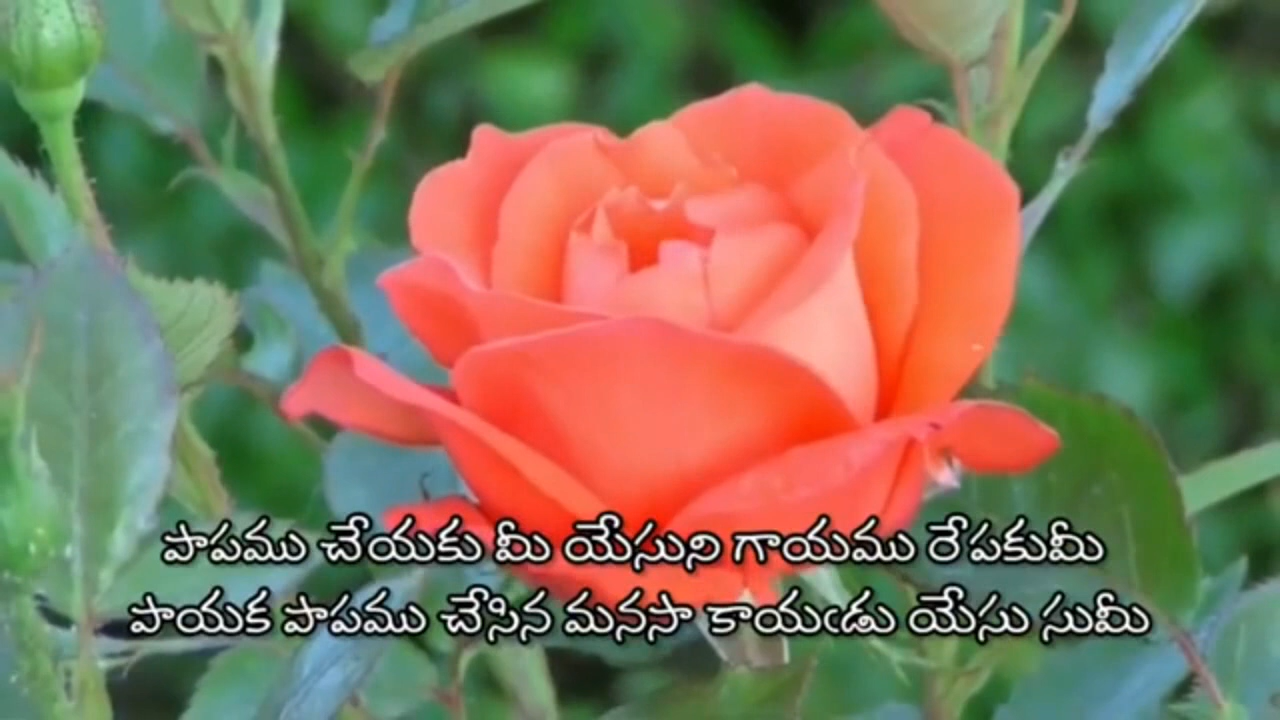 పాపము చేయకు మీ యేసుని గాయము రేపకుమీ
పాయక పాపము చేసిన మనసా కాయఁడు యేసు సుమీ